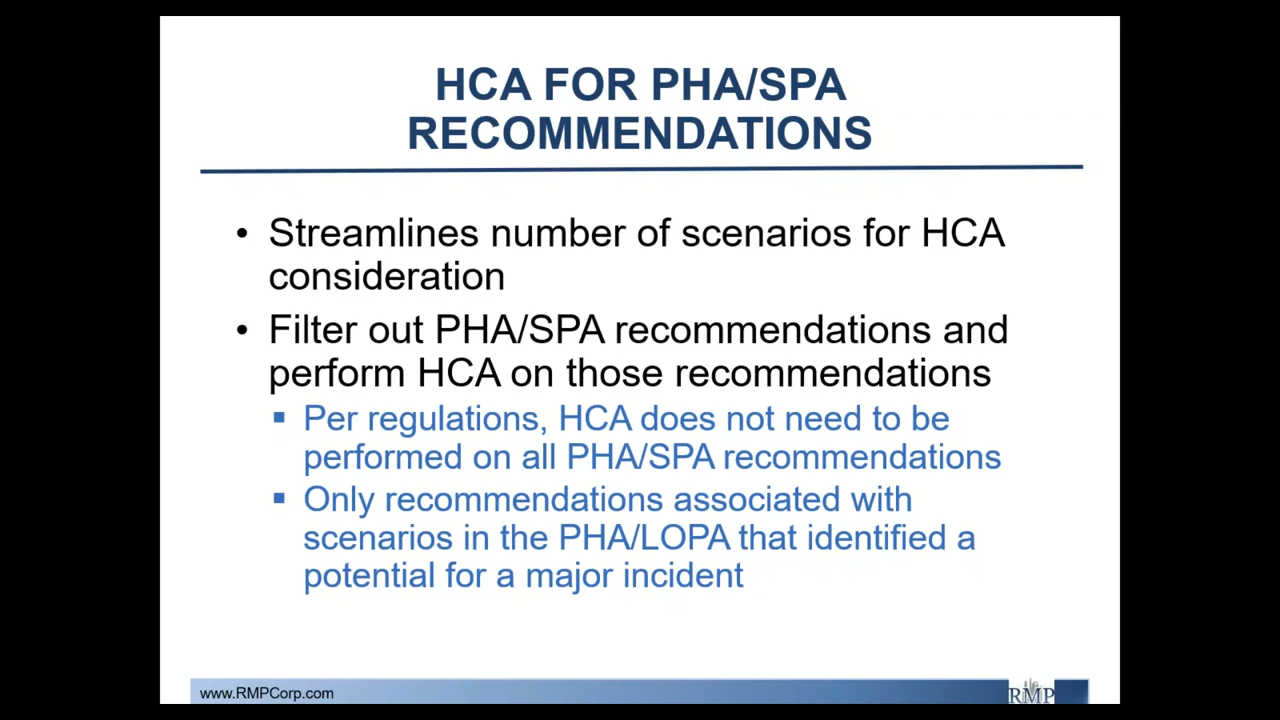 HCA FOR PHA/SPA
RECOMMENDATIONS
• Streamlines number of scenarios for HCA
consideration
• Filter out PHA/SPA recommendations and
perform HCA on those recommendations
▪ Per regulations, HCA does not need to be
performed on all PHA/SPA recommendations
▪ Only recommendations associated with
scenarios in the PHA/LOPA that identified a
potential for a major incident
www.RMPCorp.com
RMP